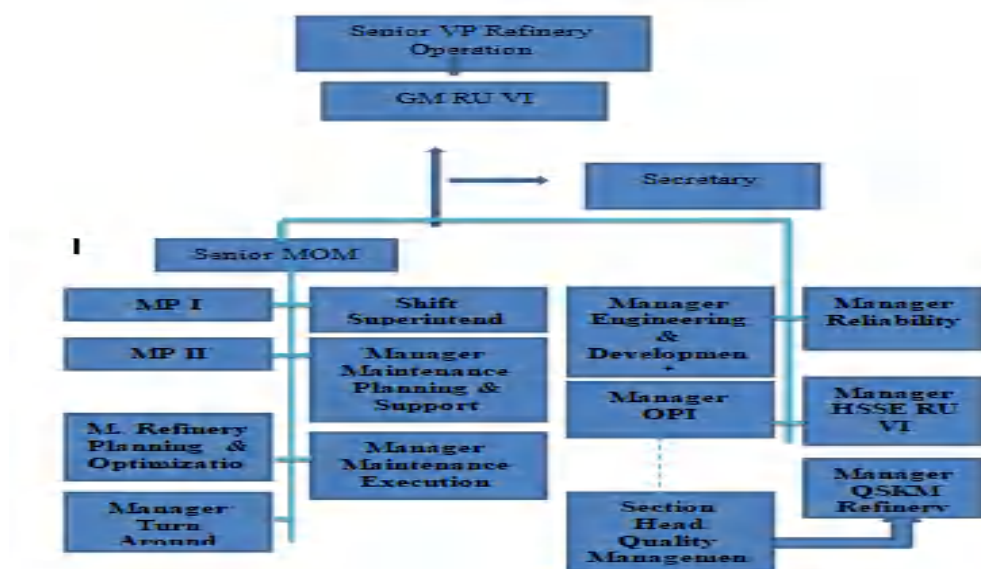 Senior VP Refinery
Operation
GM RU VI
Secretary
I
Senior MOM
MP I
Shift
Superintend
MP II
Manager
Maintenance
Planning &
Support
M. Refinery
Planning &
Optimizatio
Manager
Maintenance
Execution
Manager
Turn
Around
Manager
Engineering
&
Developmen
Manager
Reliability
Manager
OPI
Manager
HSSE RU
VI
Manager
QSKM
Refinery
Section
Head
Quality
Managemen